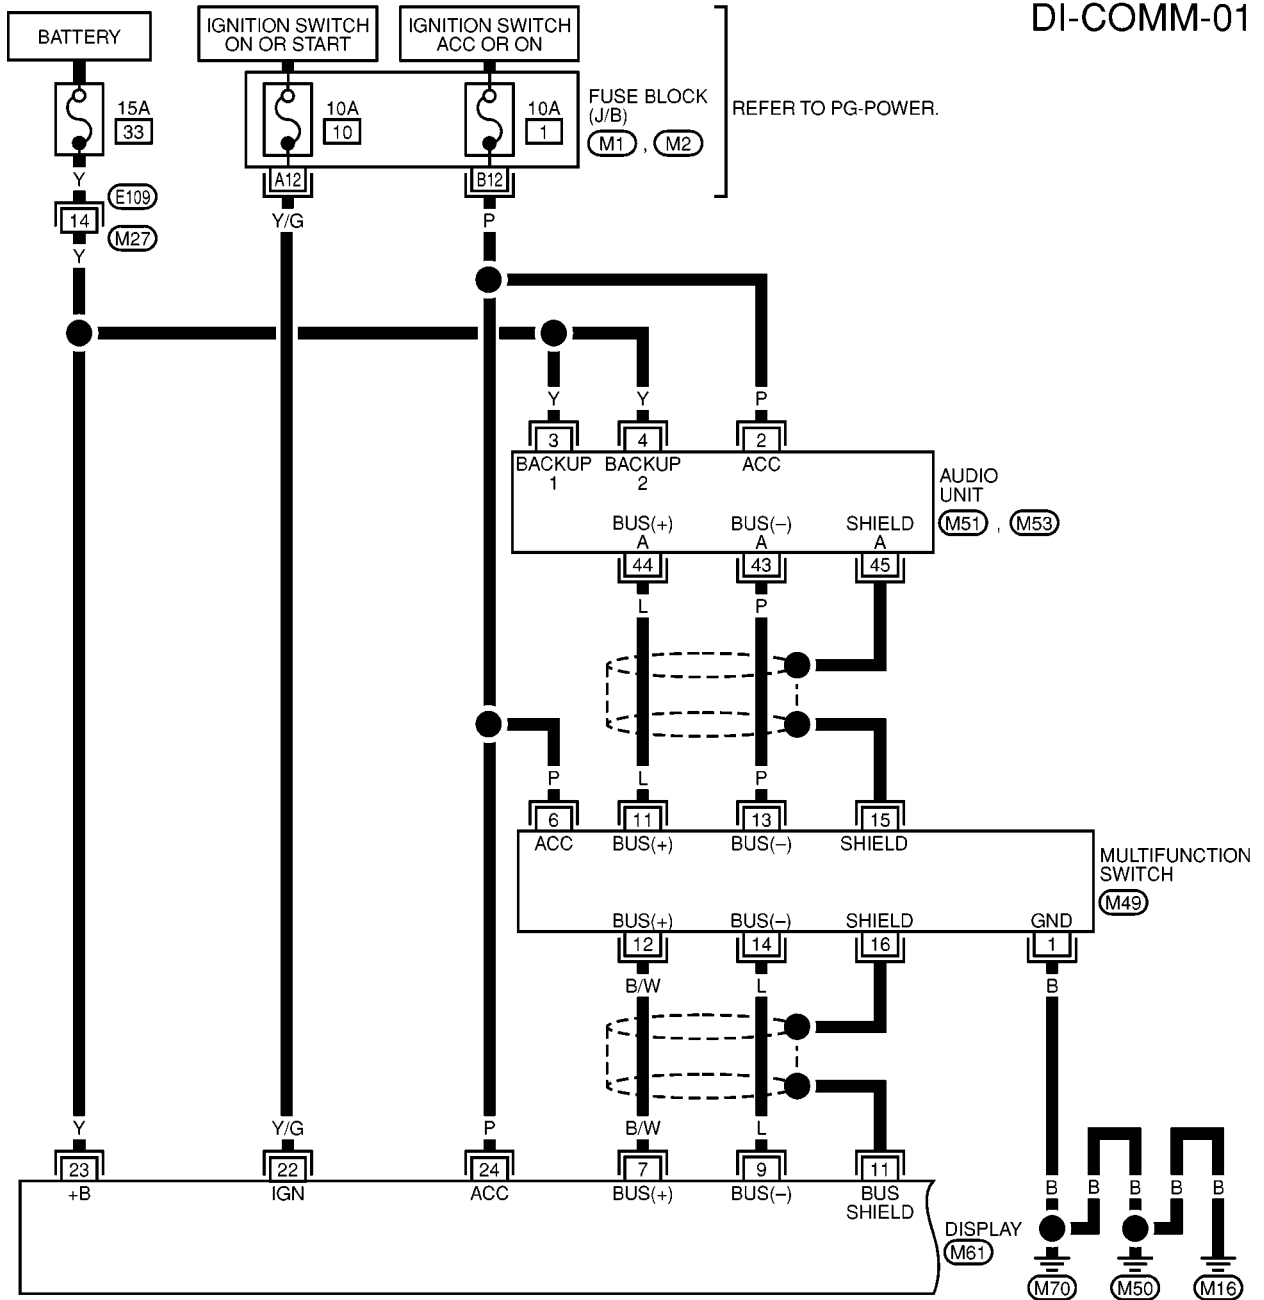 DI-COMM-01
BATTERY
IGNITION SWITCH
ON OR START
IGNITION SWITCH
ACC OR ON
15A
33
10A
10
10A
1
FUSE BLOCK
(J/B)
M1 , M2
REFER TO PG-POWER.
Y
E109
14
M27
Y
A12
Y/G
B12
P
Y
Y
P
3
4
2
BACKUP
1
BACKUP
2
ACC
AUDIO
UNIT
M51 , M53
BUS(+)
A
BUS(–)
A
SHIELD
A
44
43
45
L
P
P
L
P
6
11
13
15
ACC
BUS(+)
BUS(–)
SHIELD
MULTIFUNCTION
SWITCH
M49
BUS(+)
BUS(–)
SHIELD
GND
12
14
16
1
B/W
L
B
Y
Y/G
P
B/W
L
23
22
24
7
9
11
+B
IGN
ACC
BUS(+)
BUS(–)
BUS
SHIELD
DISPLAY
M61
B
B
B
B
B
M70
M50
M16